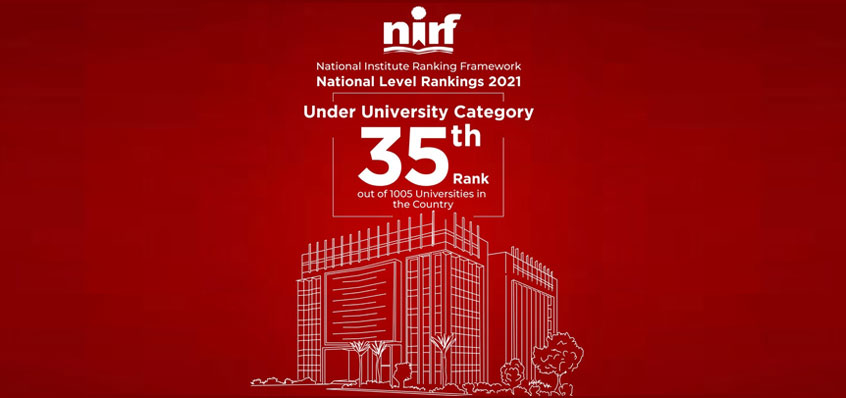 nirf
National Institute Ranking Framework
National Level Rankings 2021
Under University Category
35th
Rank
out of 1005 Universities in
the Country